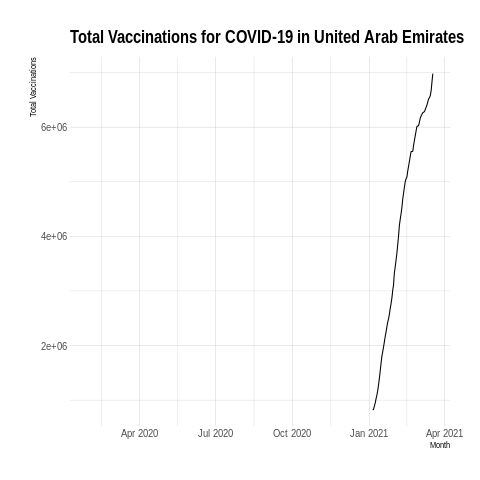 Total Vaccinations for COVID-19 in United Arab Emirates
Total Vaccinations
6e+06
4e+06
2e+06
Apr 2020 Jul 2020 Oct 2020 Jan 2021 Apr 2021
Month